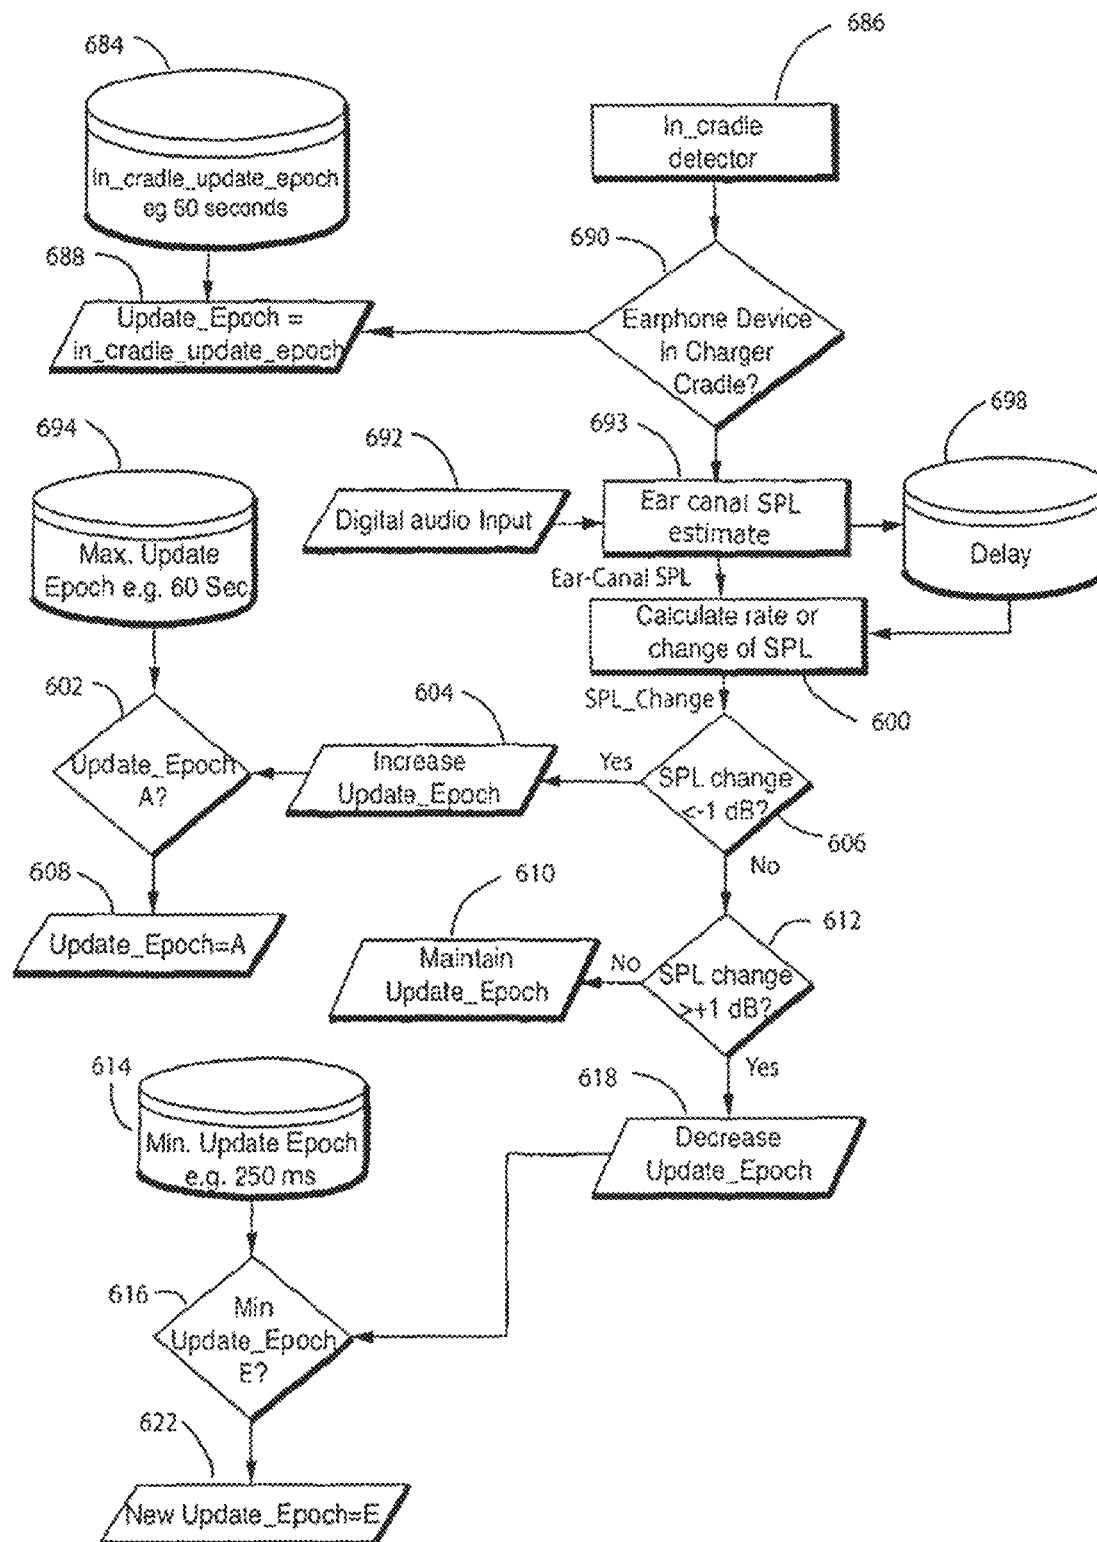 684
686
In_cradle_update_epoch
eg 60 seconds
In_cradle
detector
688
690
Update_Epoch =
in_cradle_update_epoch
Earphone Device
In Charger
Cradle?
694
692
693
698
Max. Update
Epoch e.g. 60 Sec
Digital audio Input
Ear canal SPL
estimate
Delay
Ear-Canal SPL
Calculate rate or
change of SPL
602
604
SPL_Change
600
Update_Epoch
A?
Increase
Update_Epoch
Yes
SPL change
<-1 dB?
606
No
608
610
612
Update_Epoch=A
Maintain
Update_Epoch
No
SPL change
>+1 dB?
Yes
614
618
Min. Update Epoch
e.g. 250 ms
Decrease
Update_Epoch
616
Min
Update_Epoch
E?
622
New Update_Epoch=E